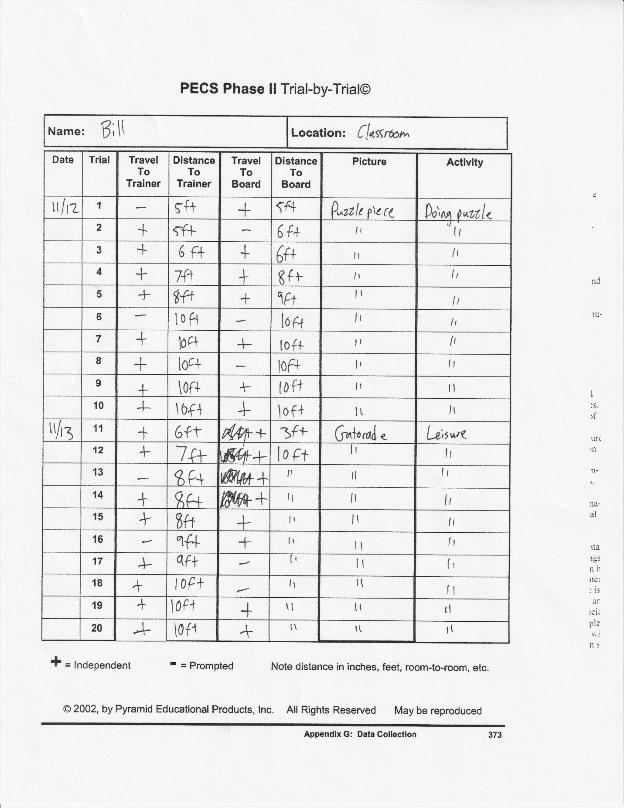 PECS Phase II Trial-by-Trial©
Name: Bill Location: Classroom
Date Trial Travel To Trainer Distance To Trainer Travel To Board Distance To Board Picture Activity
11/12 1 - 5ft + 5ft Puzzle piece Doing puzzle
2 + 5ft - 6ft " "
3 + 6ft + 6ft " "
4 + 7ft + 8ft " "
5 + 8ft + 9ft " "
6 - 10ft - 10ft " "
7 + 10ft + 10ft " "
8 + 10ft - 10ft " "
9 + 10ft + 10ft " "
10 + 10ft + 10ft " "
11/13 11 + 6ft + 3ft Gatorade Leisure
12 + 7ft + 10ft " "
13 - 8ft + " " "
14 + 8ft + " " "
15 + 8ft + " " "
16 - 9ft + " " "
17 + 9ft - " " "
18 + 10ft - " " "
19 + 10ft + " " "
20 + 10ft + " " "
+ = Independent - = Prompted Note distance in inches, feet, room-to-room, etc.
© 2002, by Pyramid Educational Products, Inc. All Rights Reserved May be reproduced
Appendix G: Data Collection 373